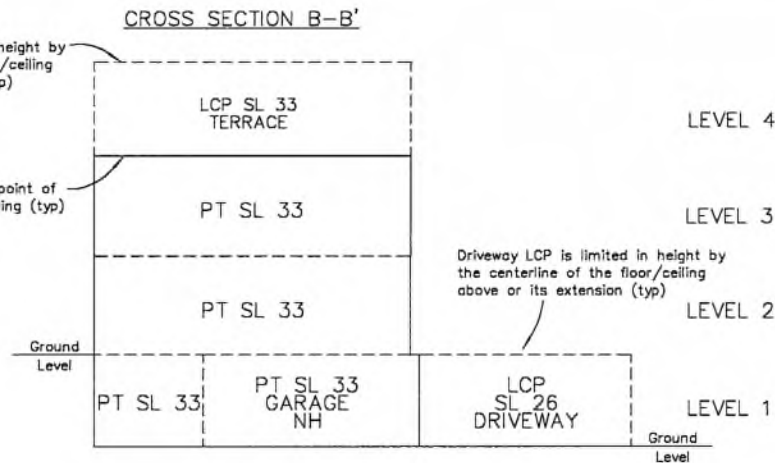 CROSS SECTION B-B'
height by
/ceiling
LCP SL 33
TERRACE
LEVEL 4
point of
ing (typ)
PT SL 33
LEVEL 3
Driveway LCP is limited in height by
the centerline of the floor/ceiling
above or its extension (typ)
PT SL 33
LEVEL 2
Ground
Level
PT SL 33
PT SL 33
GARAGE
NH
LCP
SL 26
DRIVEWAY
LEVEL 1
Ground
Level